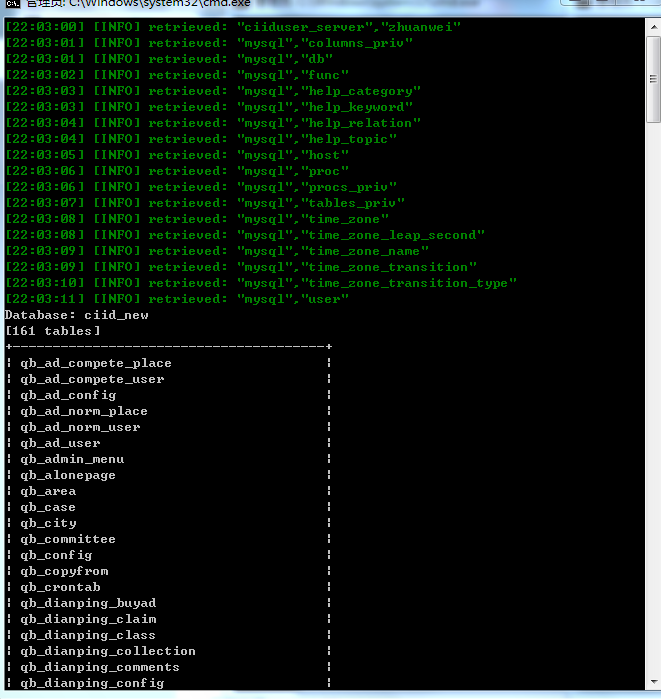 管理员: C:\Windows\system32\cmd.exe
[22:03:00] [INFO] retrieved: "ciiduser_server","zhuanwei"
[22:03:01] [INFO] retrieved: "mysql","columns_priv"
[22:03:01] [INFO] retrieved: "mysql","db"
[22:03:02] [INFO] retrieved: "mysql","func"
[22:03:03] [INFO] retrieved: "mysql","help_category"
[22:03:03] [INFO] retrieved: "mysql","help_keyword"
[22:03:04] [INFO] retrieved: "mysql","help_relation"
[22:03:04] [INFO] retrieved: "mysql","help_topic"
[22:03:05] [INFO] retrieved: "mysql","host"
[22:03:06] [INFO] retrieved: "mysql","proc"
[22:03:06] [INFO] retrieved: "mysql","procs_priv"
[22:03:07] [INFO] retrieved: "mysql","tables_priv"
[22:03:08] [INFO] retrieved: "mysql","time_zone"
[22:03:08] [INFO] retrieved: "mysql","time_zone_leap_second"
[22:03:09] [INFO] retrieved: "mysql","time_zone_name"
[22:03:09] [INFO] retrieved: "mysql","time_zone_transition"
[22:03:10] [INFO] retrieved: "mysql","time_zone_transition_type"
[22:03:11] [INFO] retrieved: "mysql","user"
Database: ciid_new
[161 tables]
+---------------------------------------+
| qb_ad_compete_place |
| qb_ad_compete_user |
| qb_ad_config |
| qb_ad_norm_place |
| qb_ad_norm_user |
| qb_ad_user |
| qb_admin_menu |
| qb_alonepage |
| qb_area |
| qb_case |
| qb_city |
| qb_committee |
| qb_config |
| qb_copyfrom |
| qb_crontab |
| qb_dianping_buyad |
| qb_dianping_claim |
| qb_dianping_class |
| qb_dianping_collection |
| qb_dianping_comments |
| qb_dianping_config |